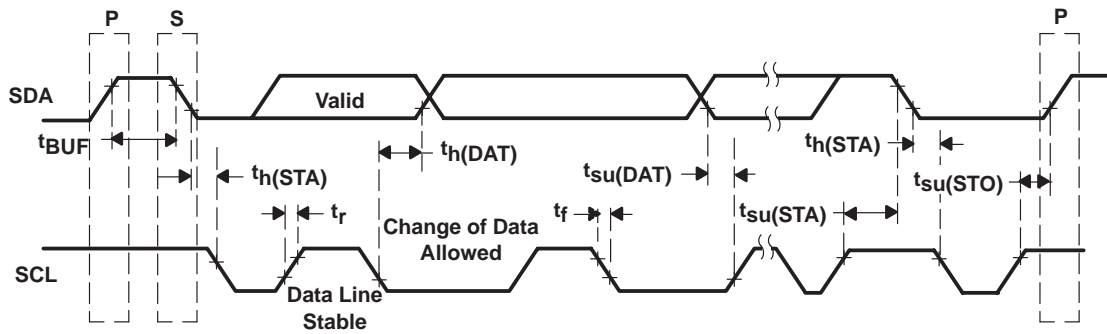 P S P
SDA
Valid
tBUF
th(STA)
th(DAT)
tsu(DAT)
th(STA)
tsu(STO)
tsu(STA)
tr
tf
Change of Data
Allowed
SCL
Data Line
Stable